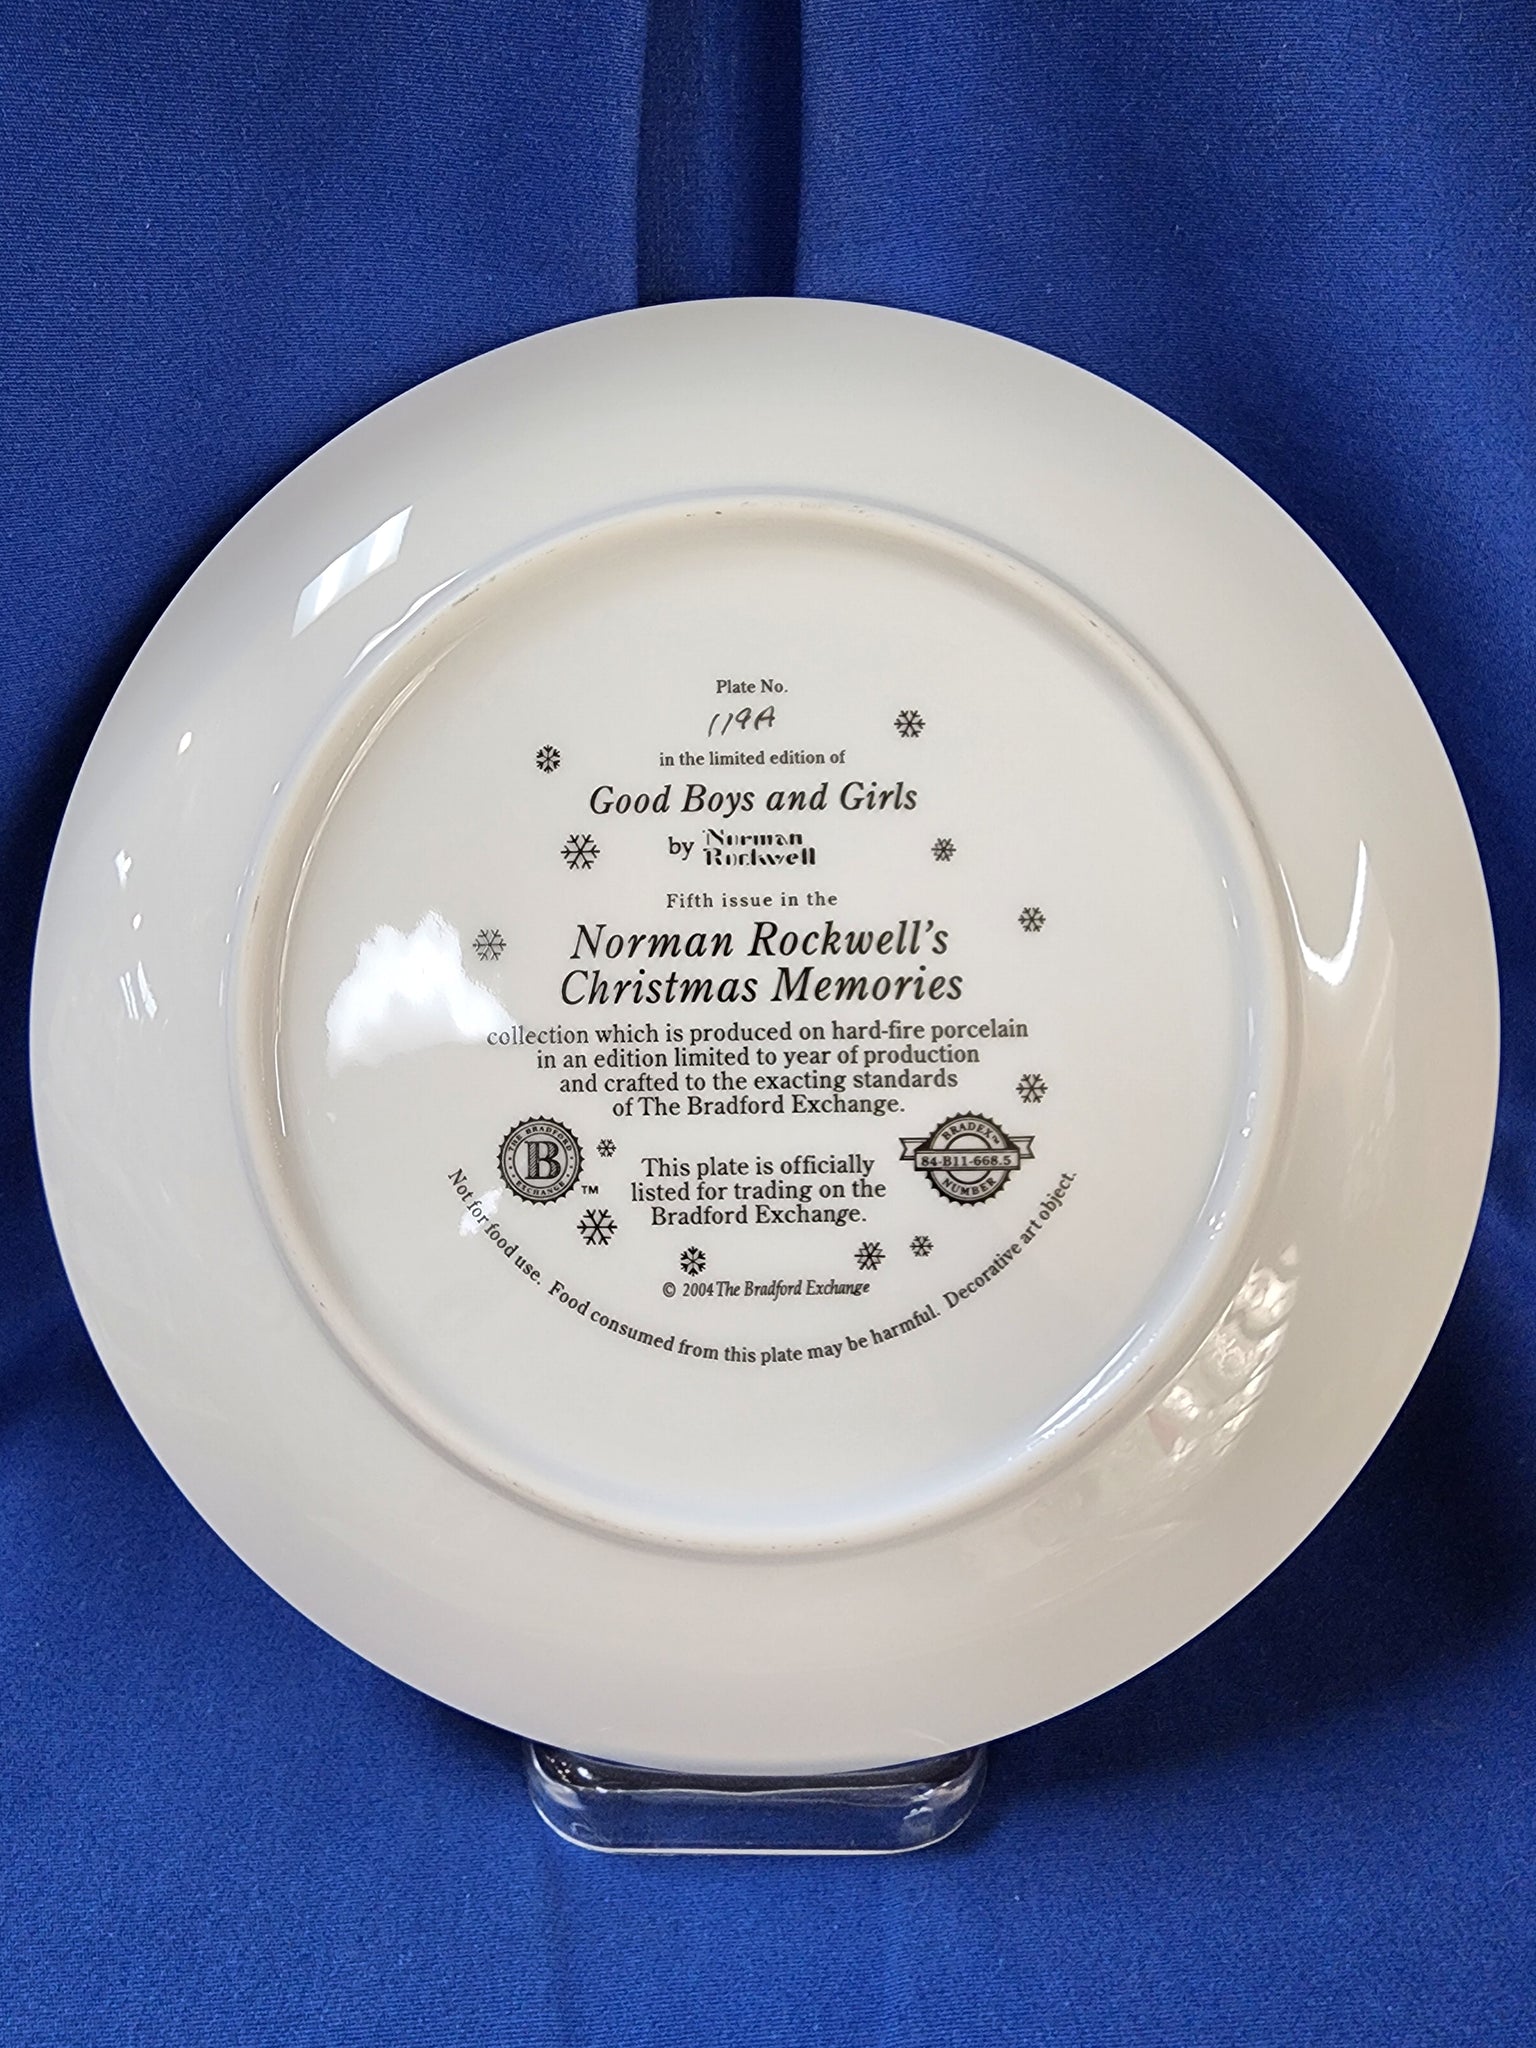 Plate No.
119A
in the limited edition of
Good Boys and Girls
by Norman
Rockwell
Fifth issue in the
Norman Rockwell's
Christmas Memories
collection which is produced on hard-fire porcelain
in an edition limited to year of production
and crafted to the exacting standards
of The Bradford Exchange.
THE BRADFORD
B
EXCHANGE
TM
This plate is officially
listed for trading on the
Bradford Exchange.
BRADEX™
84-B11-668.5
NUMBER
© 2004 The Bradford Exchange
Not for food use. Food consumed from this plate may be harmful. Decorative art object.